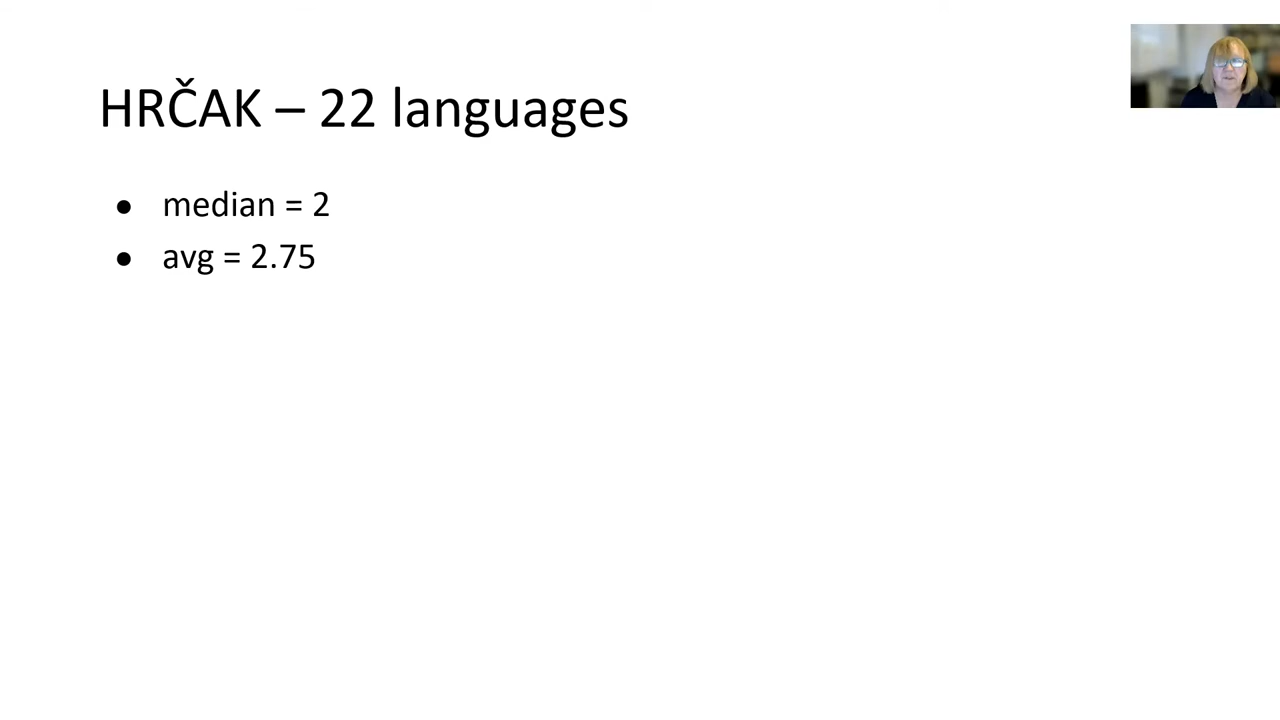 HRČAK – 22 languages
● median = 2
● avg = 2.75